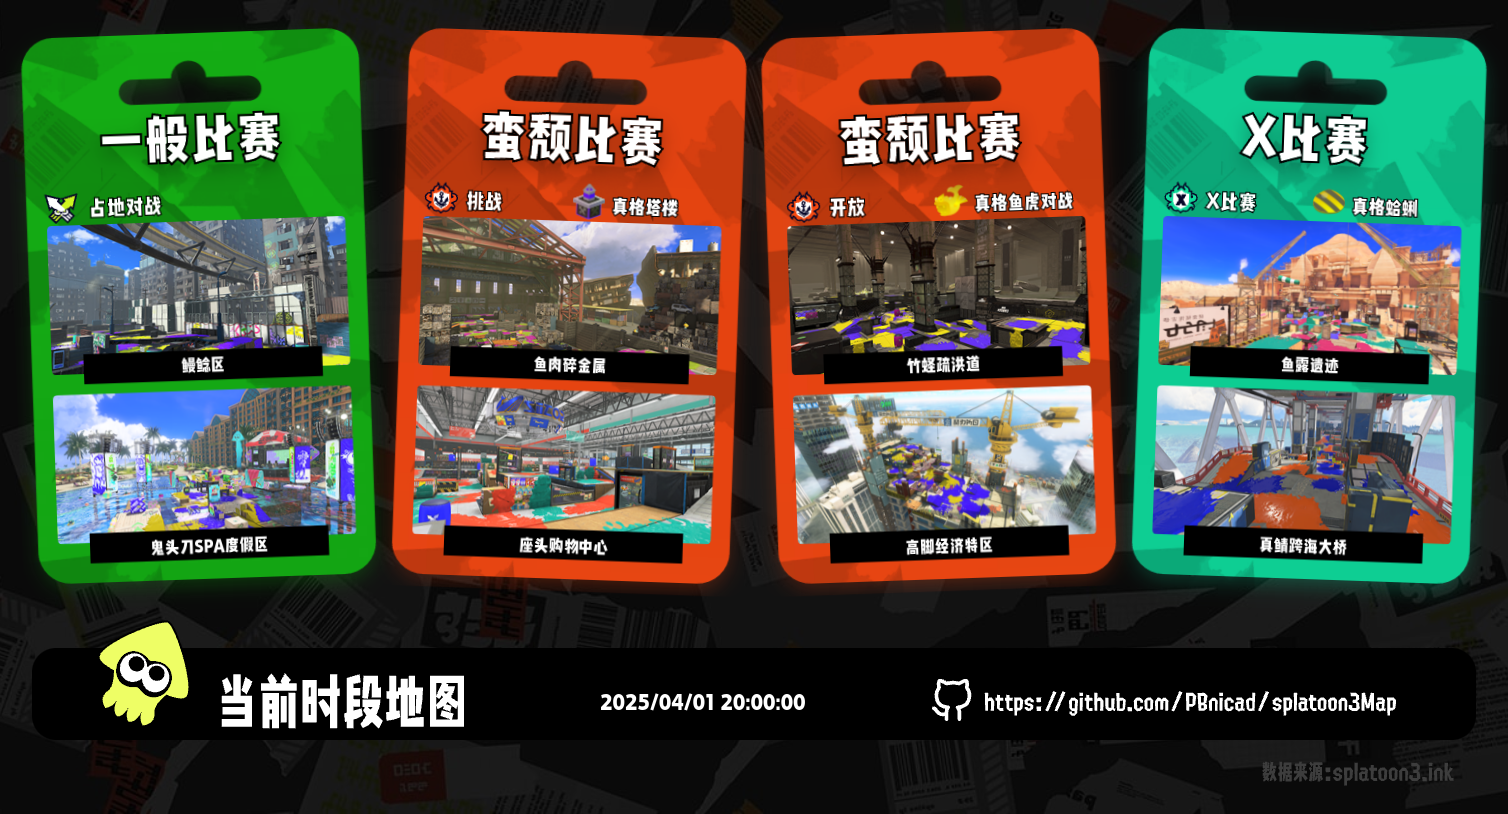 一般比赛
占地对战
鳗鲶区
鬼头刀SPA度假区
蛮颓比赛
挑战
真格塔楼
鱼肉碎金属
座头购物中心
蛮颓比赛
开放
真格鱼虎对战
竹蛏疏洪道
高脚经济特区
X比赛
X比赛
真格蛤蜊
鱼露遗迹
真鲭跨海大桥
当前时段地图
2025/04/01 20:00:00
https://github.com/PBnicad/splatoon3Map
数据来源:splatoon3.ink